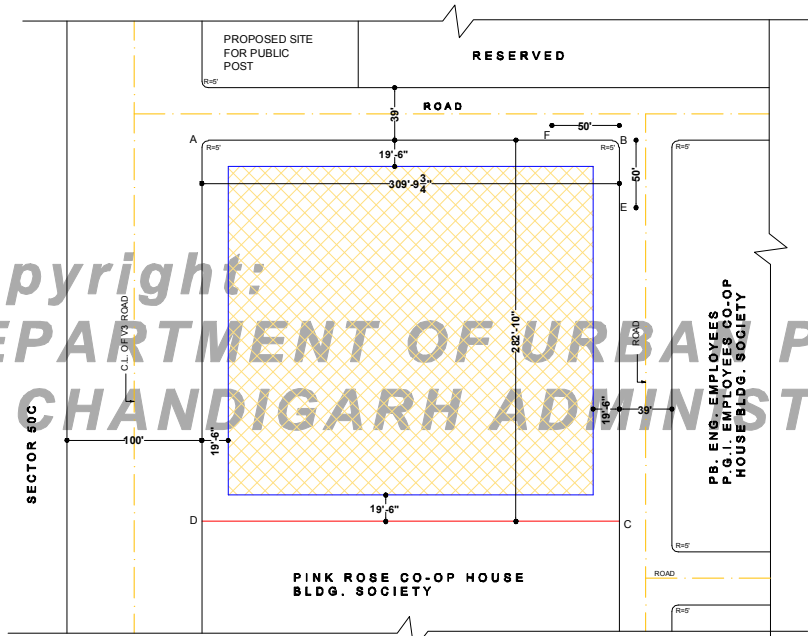 PROPOSED SITE
FOR PUBLIC
POST
RESERVED
R=5'
ROAD
39'
50'
F
A
B
R=5'
R=5'
R=5'
19'-6"
309'-9 3/4"
50'
E
pyright:
EPARTMENT OF URBA P
CHANDIGARH ADMINIST
C.L. OF V3 ROAD
282'-10"
ROAD
PB. ENG. EMPLOYEES
P.G.I. EMPLOYEES CO-OP
HOUSE BLDG. SOCIETY
SECTOR 50C
100'
19'-6"
19'-6"
39'
19'-6"
D
C
R=5'
ROAD
R=5'
PINK ROSE CO-OP HOUSE
BLDG. SOCIETY